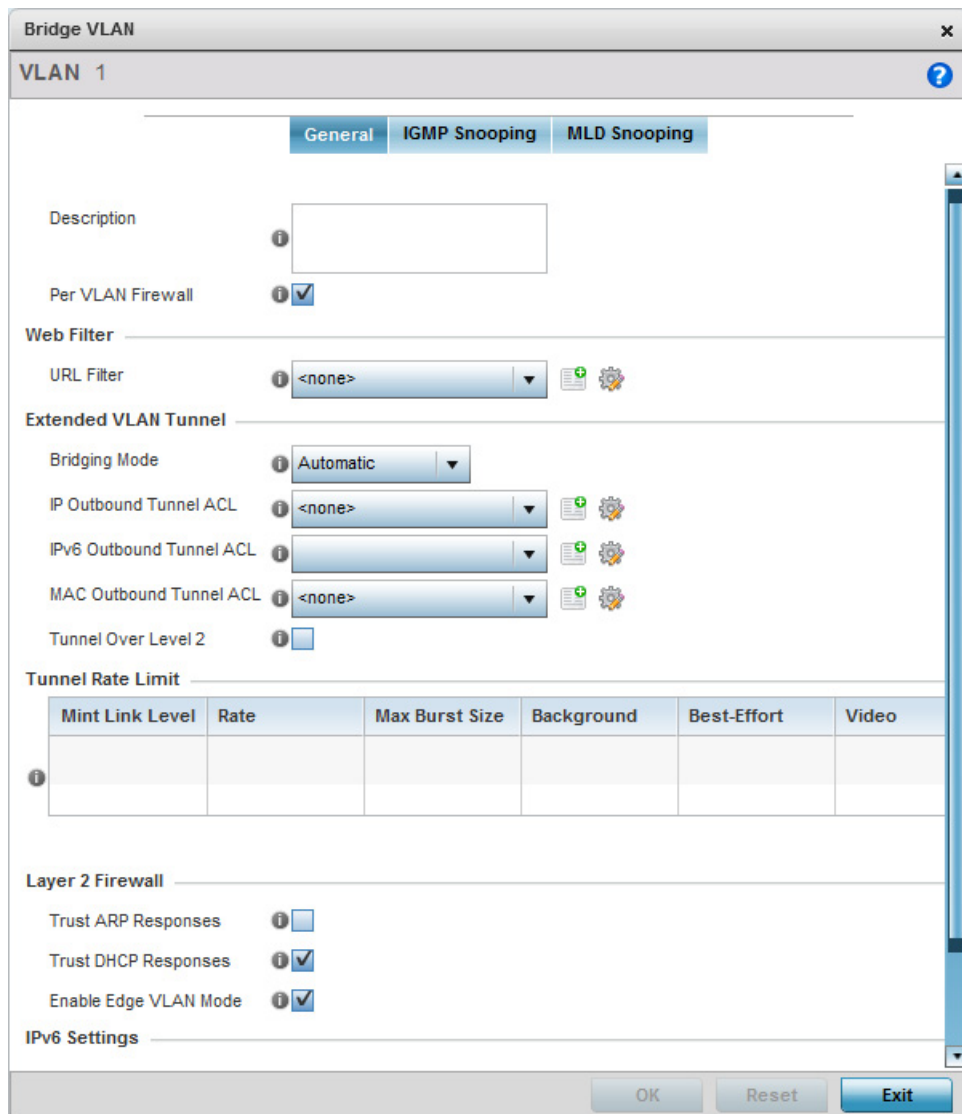 Bridge VLAN
VLAN 1
General IGMP Snooping MLD Snooping
Description
Per VLAN Firewall
Web Filter
URL Filter <none>
Extended VLAN Tunnel
Bridging Mode Automatic
IP Outbound Tunnel ACL <none>
IPv6 Outbound Tunnel ACL
MAC Outbound Tunnel ACL <none>
Tunnel Over Level 2
Tunnel Rate Limit
Mint Link Level Rate Max Burst Size Background Best-Effort Video
Layer 2 Firewall
Trust ARP Responses
Trust DHCP Responses
Enable Edge VLAN Mode
IPv6 Settings
OK Reset Exit